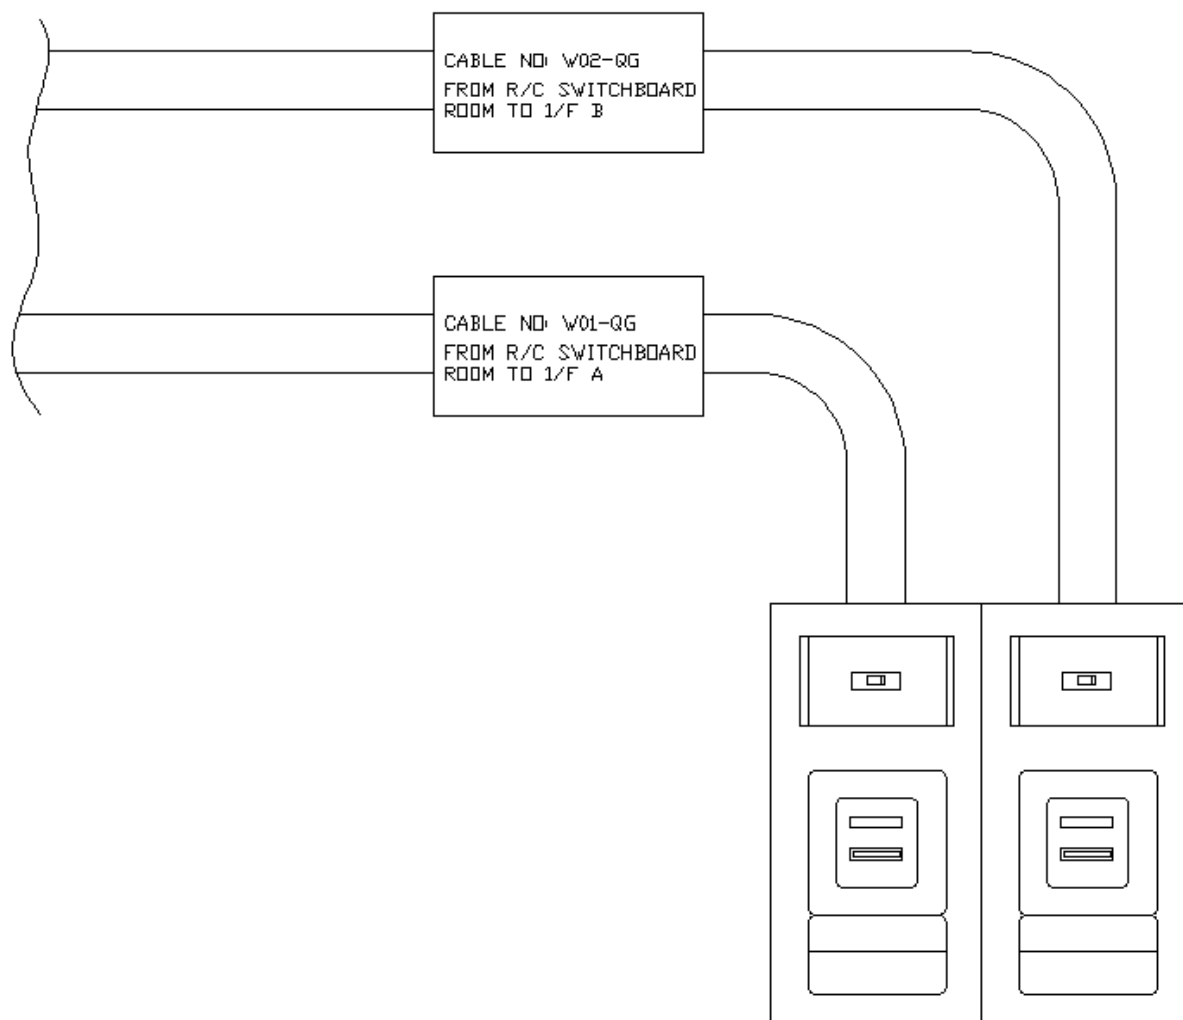 CABLE NO: W02-QG
FROM R/C SWITCHBOARD
ROOM TO 1/F B
CABLE NO: W01-QG
FROM R/C SWITCHBOARD
ROOM TO 1/F A